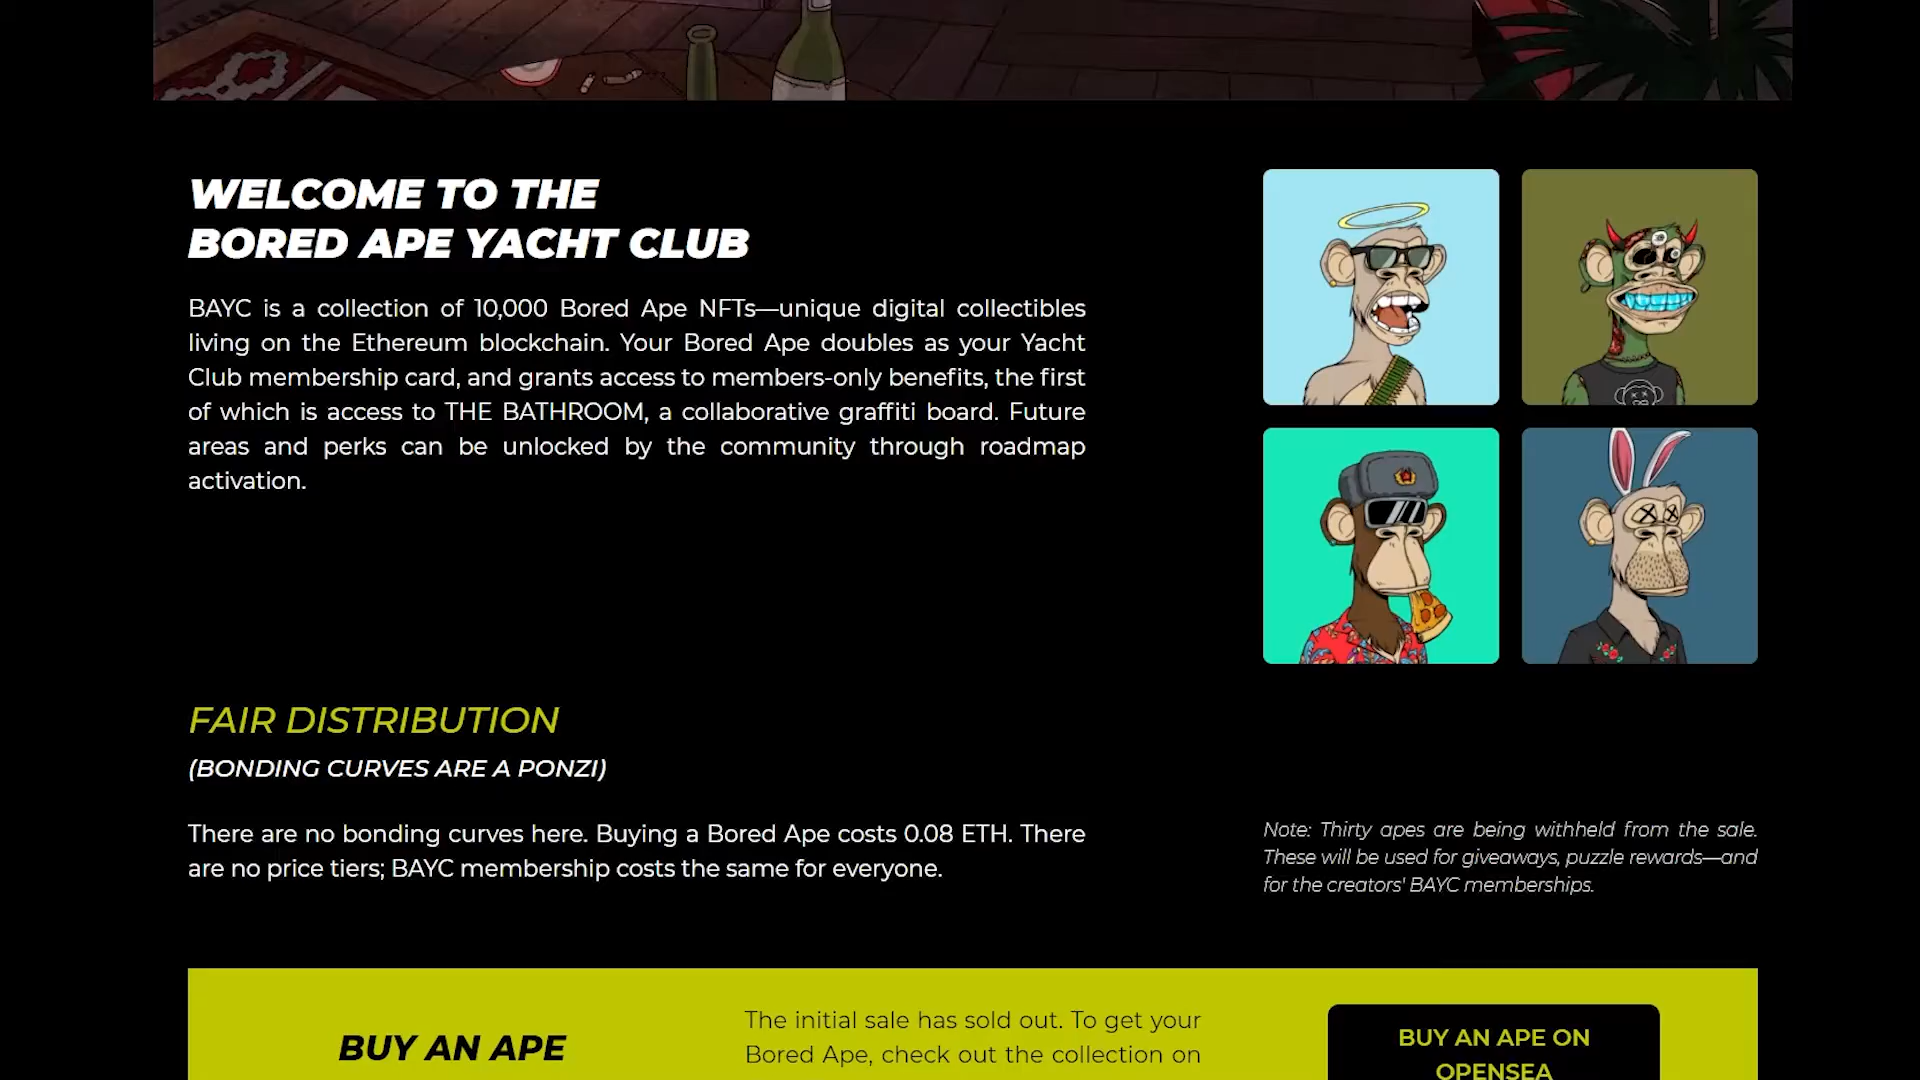 WELCOME TO THE
BORED APE YACHT CLUB
BAYC is a collection of 10,000 Bored Ape NFTs—unique digital collectibles
living on the Ethereum blockchain. Your Bored Ape doubles as your Yacht
Club membership card, and grants access to members-only benefits, the first
of which is access to THE BATHROOM, a collaborative graffiti board. Future
areas and perks can be unlocked by the community through roadmap
activation.
FAIR DISTRIBUTION
(BONDING CURVES ARE A PONZI)
There are no bonding curves here. Buying a Bored Ape costs 0.08 ETH. There
are no price tiers; BAYC membership costs the same for everyone.
Note: Thirty apes are being withheld from the sale.
These will be used for giveaways, puzzle rewards—and
for the creators' BAYC memberships.
BUY AN APE
The initial sale has sold out. To get your
Bored Ape, check out the collection on
BUY AN APE ON
OPENSEA